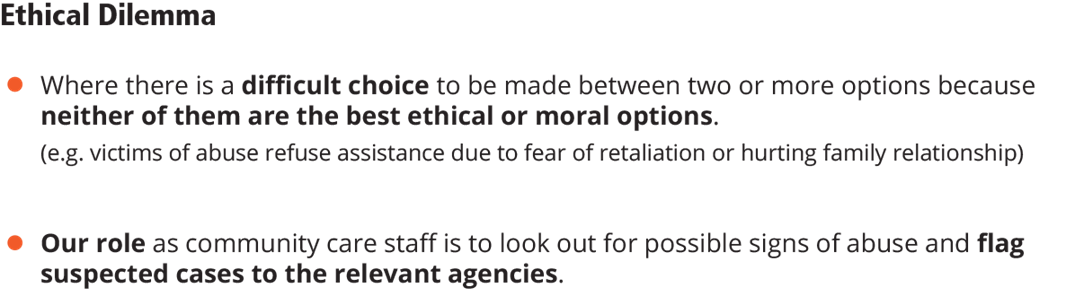 Ethical Dilemma
● Where there is a difficult choice to be made between two or more options because
neither of them are the best ethical or moral options.
(e.g. victims of abuse refuse assistance due to fear of retaliation or hurting family relationship)
● Our role as community care staff is to look out for possible signs of abuse and flag
suspected cases to the relevant agencies.